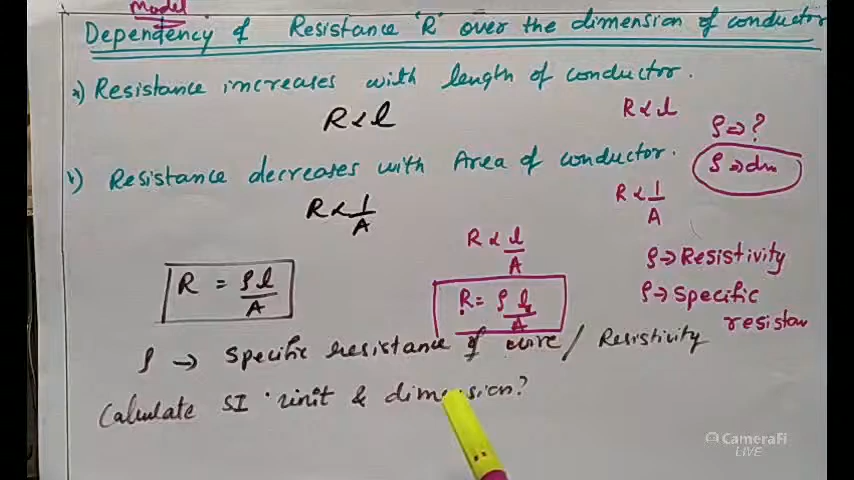 Model
Dependency of Resistance 'R' over the dimension of conductor
a) Resistance increases with length of conductor.
R ∝ l
R ∝ l
ρ ⇒ ?
ρ ⇒ dm
b) Resistance decreases with Area of conductor.
R ∝ 1/A
R ∝ 1/A
R ∝ l/A
R = ρl/A
R = ρ l/A
ρ → Resistivity
ρ → Specific
resistan
ρ → Specific resistance of wire / Resistivity
Calculate SI unit & dimension?
CameraFi
LIVE